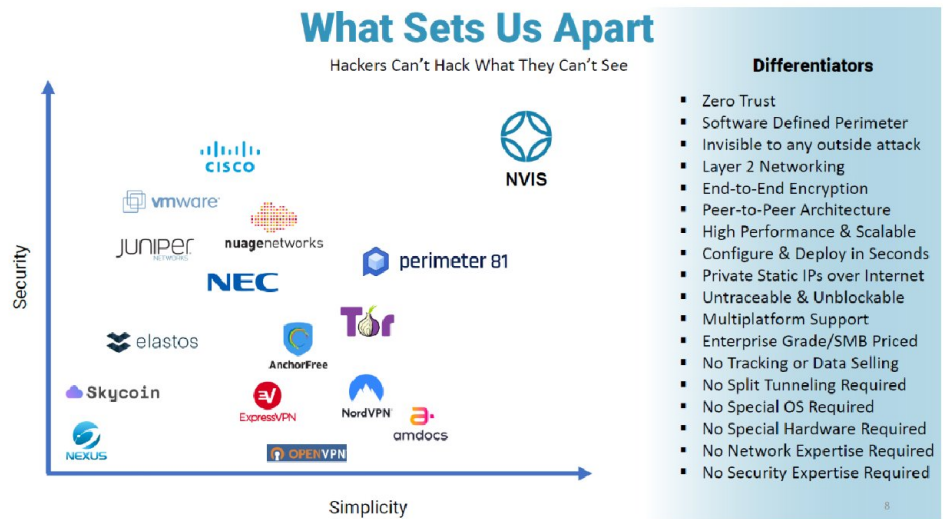 What Sets Us Apart
Hackers Can't Hack What They Can't See
Security
CISCO
NVIS
vmware
JUNIPER
NETWORKS
nuagenetworks
perimeter 81
NEC
Tor
elastos
AnchorFree
Skycoin
ExpressVPN
NordVPN
amdocs
NEXUS
OPENVPN
Simplicity
Differentiators
▪ Zero Trust
▪ Software Defined Perimeter
▪ Invisible to any outside attack
▪ Layer 2 Networking
▪ End-to-End Encryption
▪ Peer-to-Peer Architecture
▪ High Performance & Scalable
▪ Configure & Deploy in Seconds
▪ Private Static IPs over Internet
▪ Untraceable & Unblockable
▪ Multiplatform Support
▪ Enterprise Grade/SMB Priced
▪ No Tracking or Data Selling
▪ No Split Tunneling Required
▪ No Special OS Required
▪ No Special Hardware Required
▪ No Network Expertise Required
▪ No Security Expertise Required
8